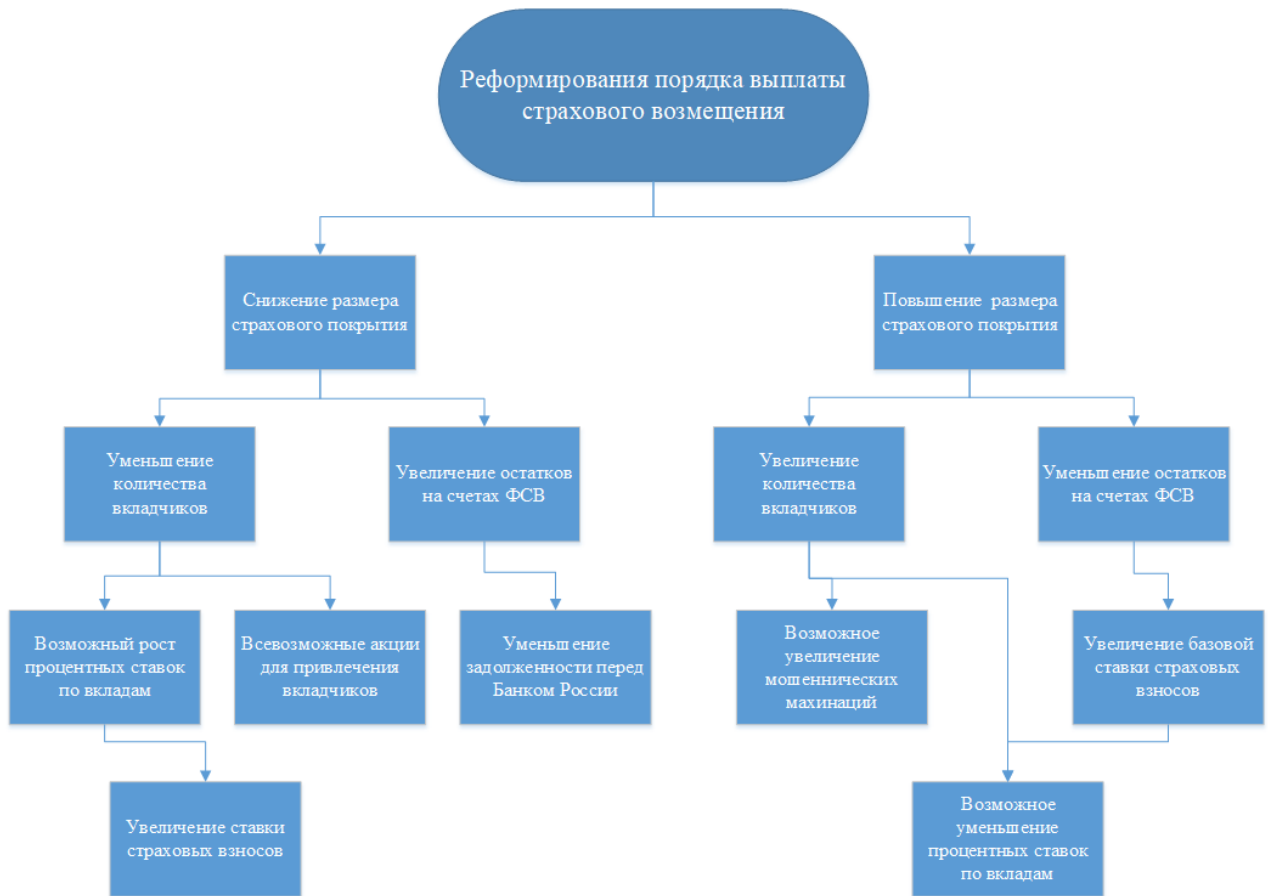 Реформирования порядка выплаты
страхового возмещения
Снижение размера
страхового покрытия
Повышение размера
страхового покрытия
Уменьшение
количества
вкладчиков
Увеличение остатков
на счетах ФСВ
Увеличение
количества
вкладчиков
Уменьшение остатков
на счетах ФСВ
Возможный рост
процентных ставок
по вкладам
Всевозможные акции
для привлечения
вкладчиков
Уменьшение
задолженности перед
Банком России
Возможное
увеличение
мошеннических
махинаций
Увеличение базовой
ставки страховых
взносов
Увеличение ставки
страховых взносов
Возможное
уменьшение
процентных ставок
по вкладам